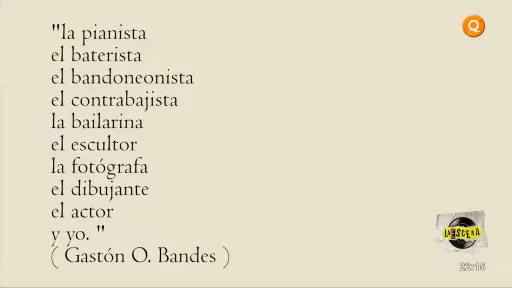 "la pianista
el baterista
el bandoneonista
el contrabajista
la bailarina
el escultor
la fotógrafa
el dibujante
el actor
y yo. "
( Gastón O. Bandes )
Q
LA ESCENA
22:15